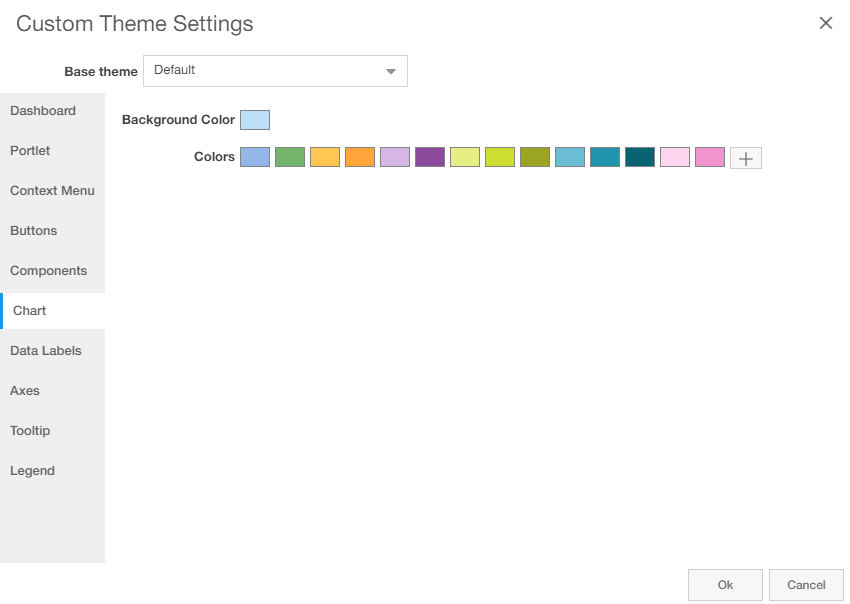 Custom Theme Settings
Base theme Default
Dashboard
Background Color
Portlet
Colors
Context Menu
Buttons
Components
Chart
Data Labels
Axes
Tooltip
Legend
Ok Cancel